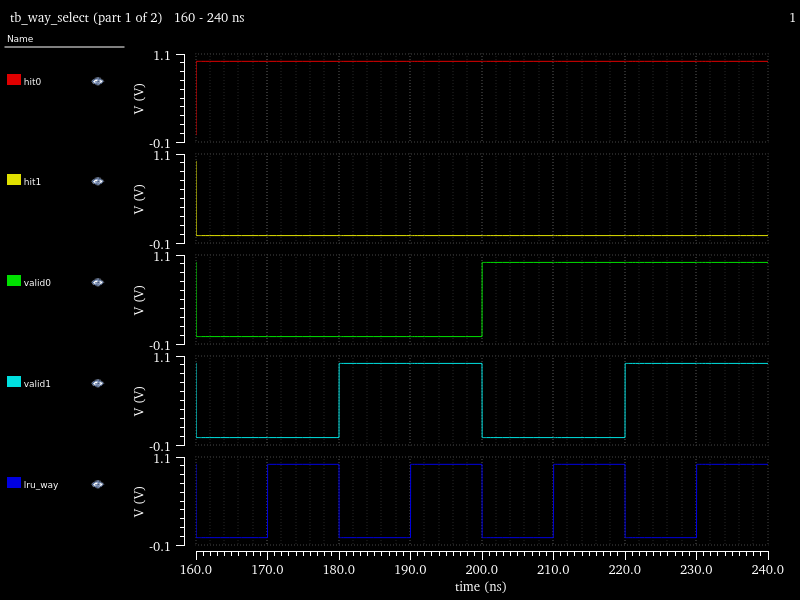 tb_way_select (part 1 of 2) 160 - 240 ns 1
Name
hit0
1.1
V (V)
-0.1
hit1
1.1
V (V)
-0.1
valid0
1.1
V (V)
-0.1
valid1
1.1
V (V)
-0.1
lru_way
1.1
V (V)
-0.1
160.0 170.0 180.0 190.0 200.0 210.0 220.0 230.0 240.0
time (ns)